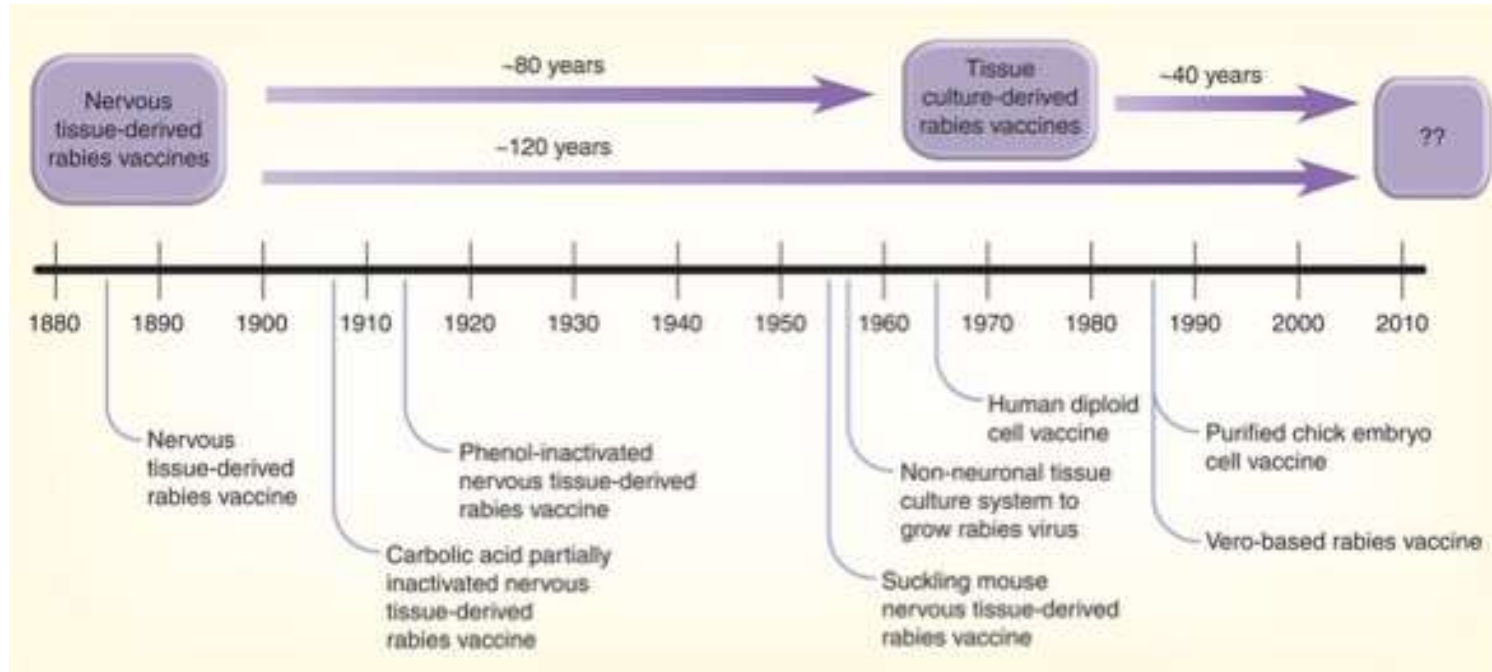 Nervous
tissue-derived
rabies vaccines
~80 years
Tissue
culture-derived
rabies vaccines
~40 years
??
~120 years
1880 1890 1900 1910 1920 1930 1940 1950 1960 1970 1980 1990 2000 2010
Nervous
tissue-derived
rabies vaccine
Carbolic acid partially
inactivated nervous
tissue-derived
rabies vaccine
Phenol-inactivated
nervous tissue-derived
rabies vaccine
Suckling mouse
nervous tissue-derived
rabies vaccine
Non-neuronal tissue
culture system to
grow rabies virus
Human diploid
cell vaccine
Purified chick embryo
cell vaccine
Vero-based rabies vaccine